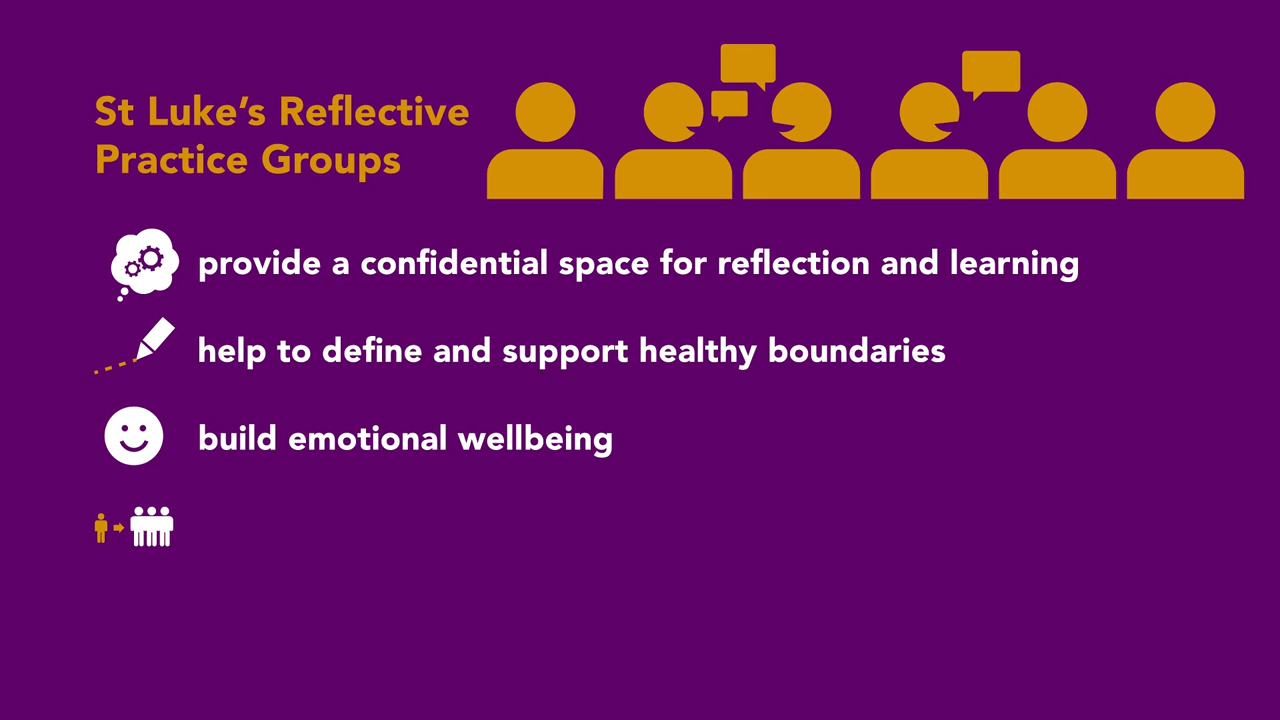 St Luke’s Reflective
Practice Groups
provide a confidential space for reflection and learning
help to define and support healthy boundaries
build emotional wellbeing